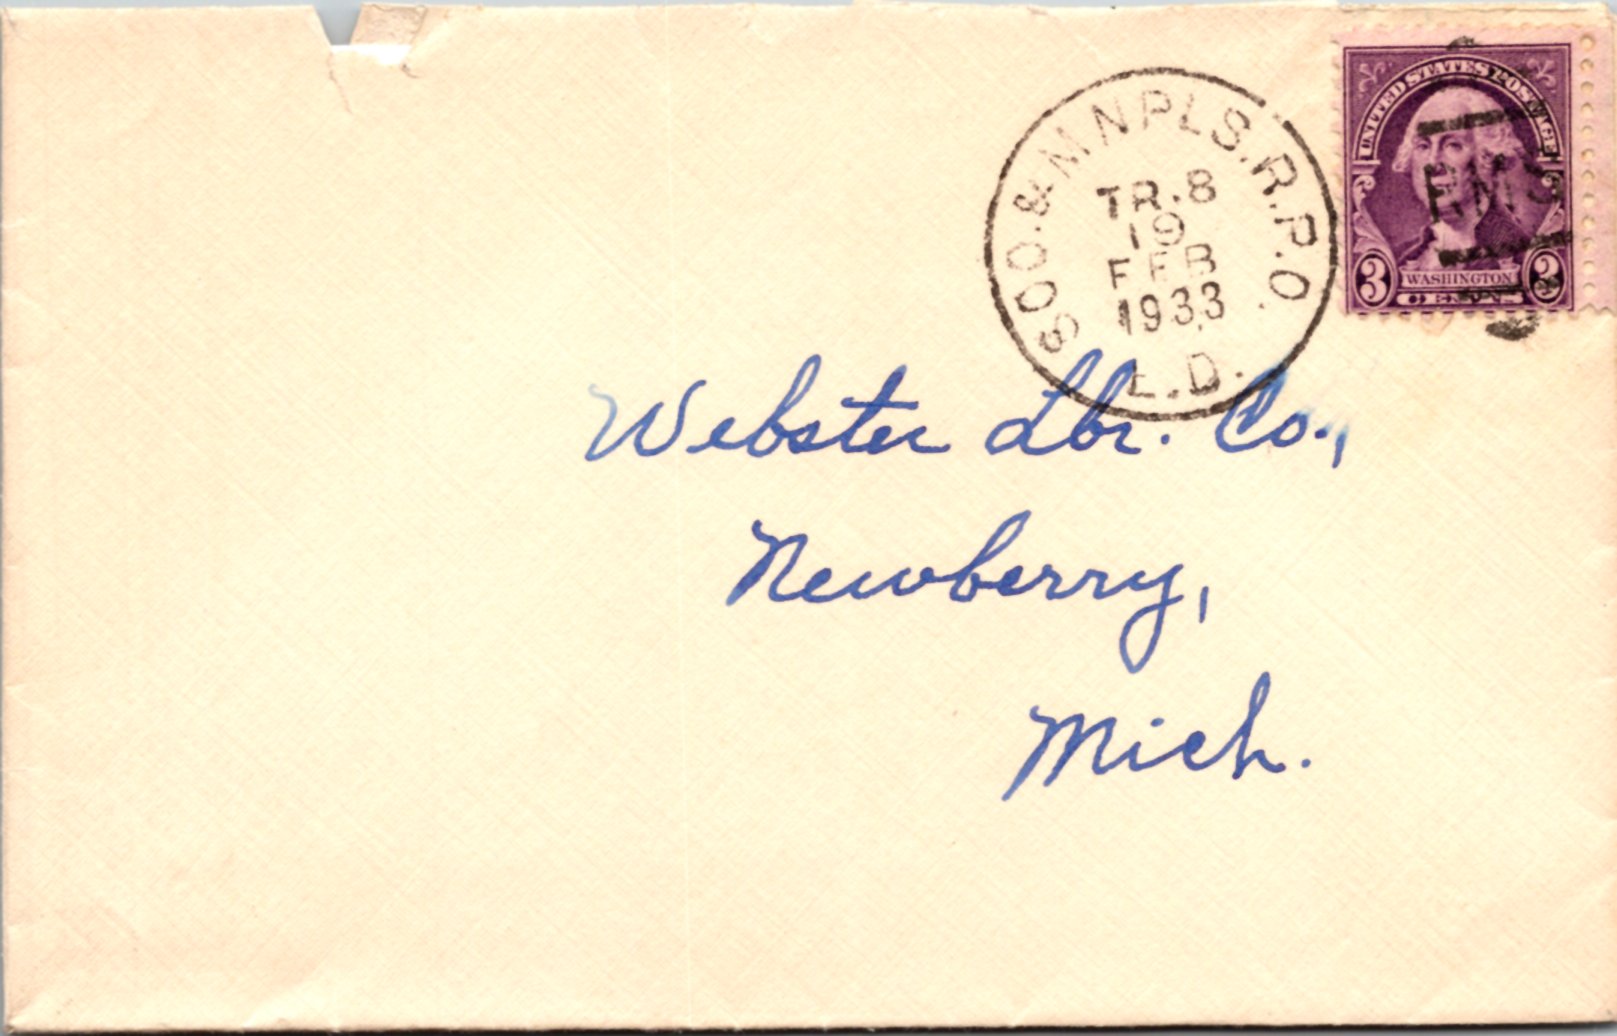 SOO. & MNPLS. R.P.O.
TR. 8
19
FEB
1933
L.D.
UNITED STATES POSTAGE
RMS
3 WASHINGTON 3
CENTS
Webster Lbr. Co.,
Newberry,
Mich.